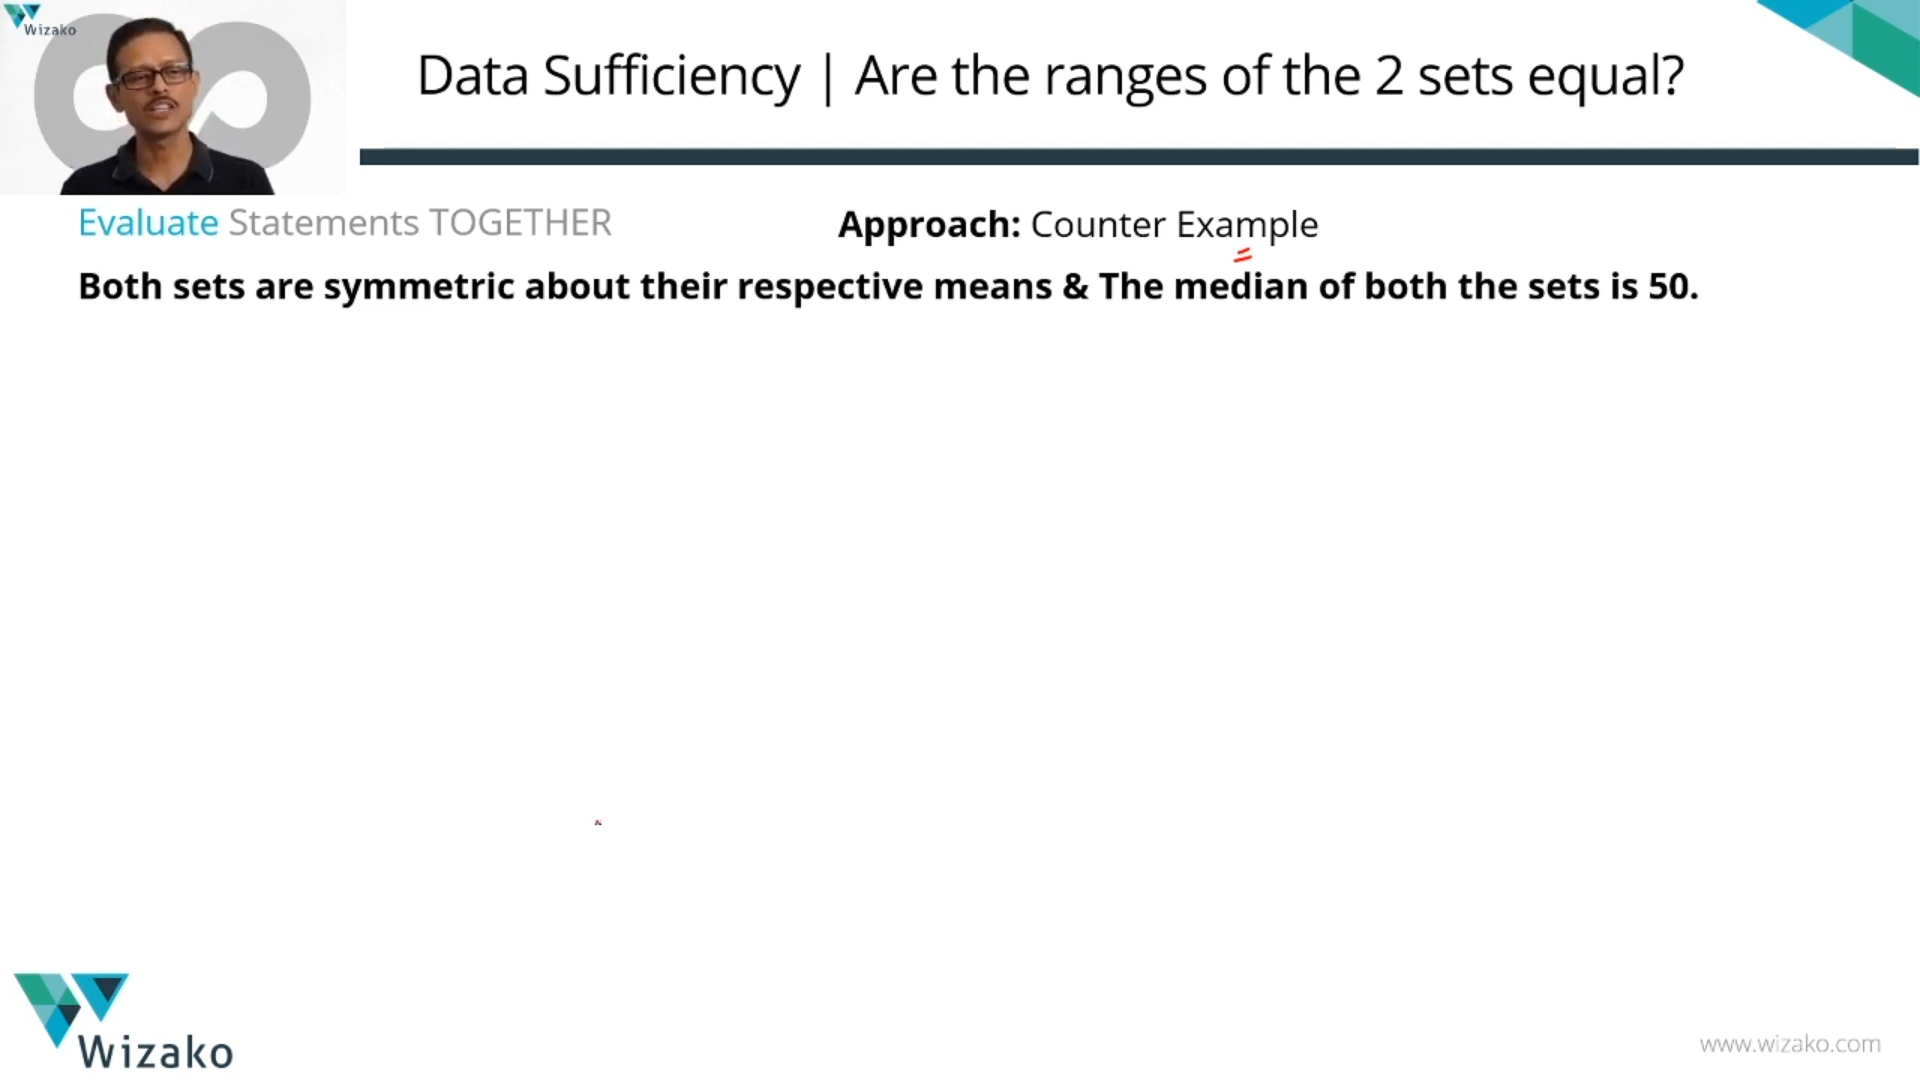 Wizako
Data Sufficiency | Are the ranges of the 2 sets equal?
Evaluate Statements TOGETHER
Approach: Counter Example
=
Both sets are symmetric about their respective means & The median of both the sets is 50.
Wizako
www.wizako.com